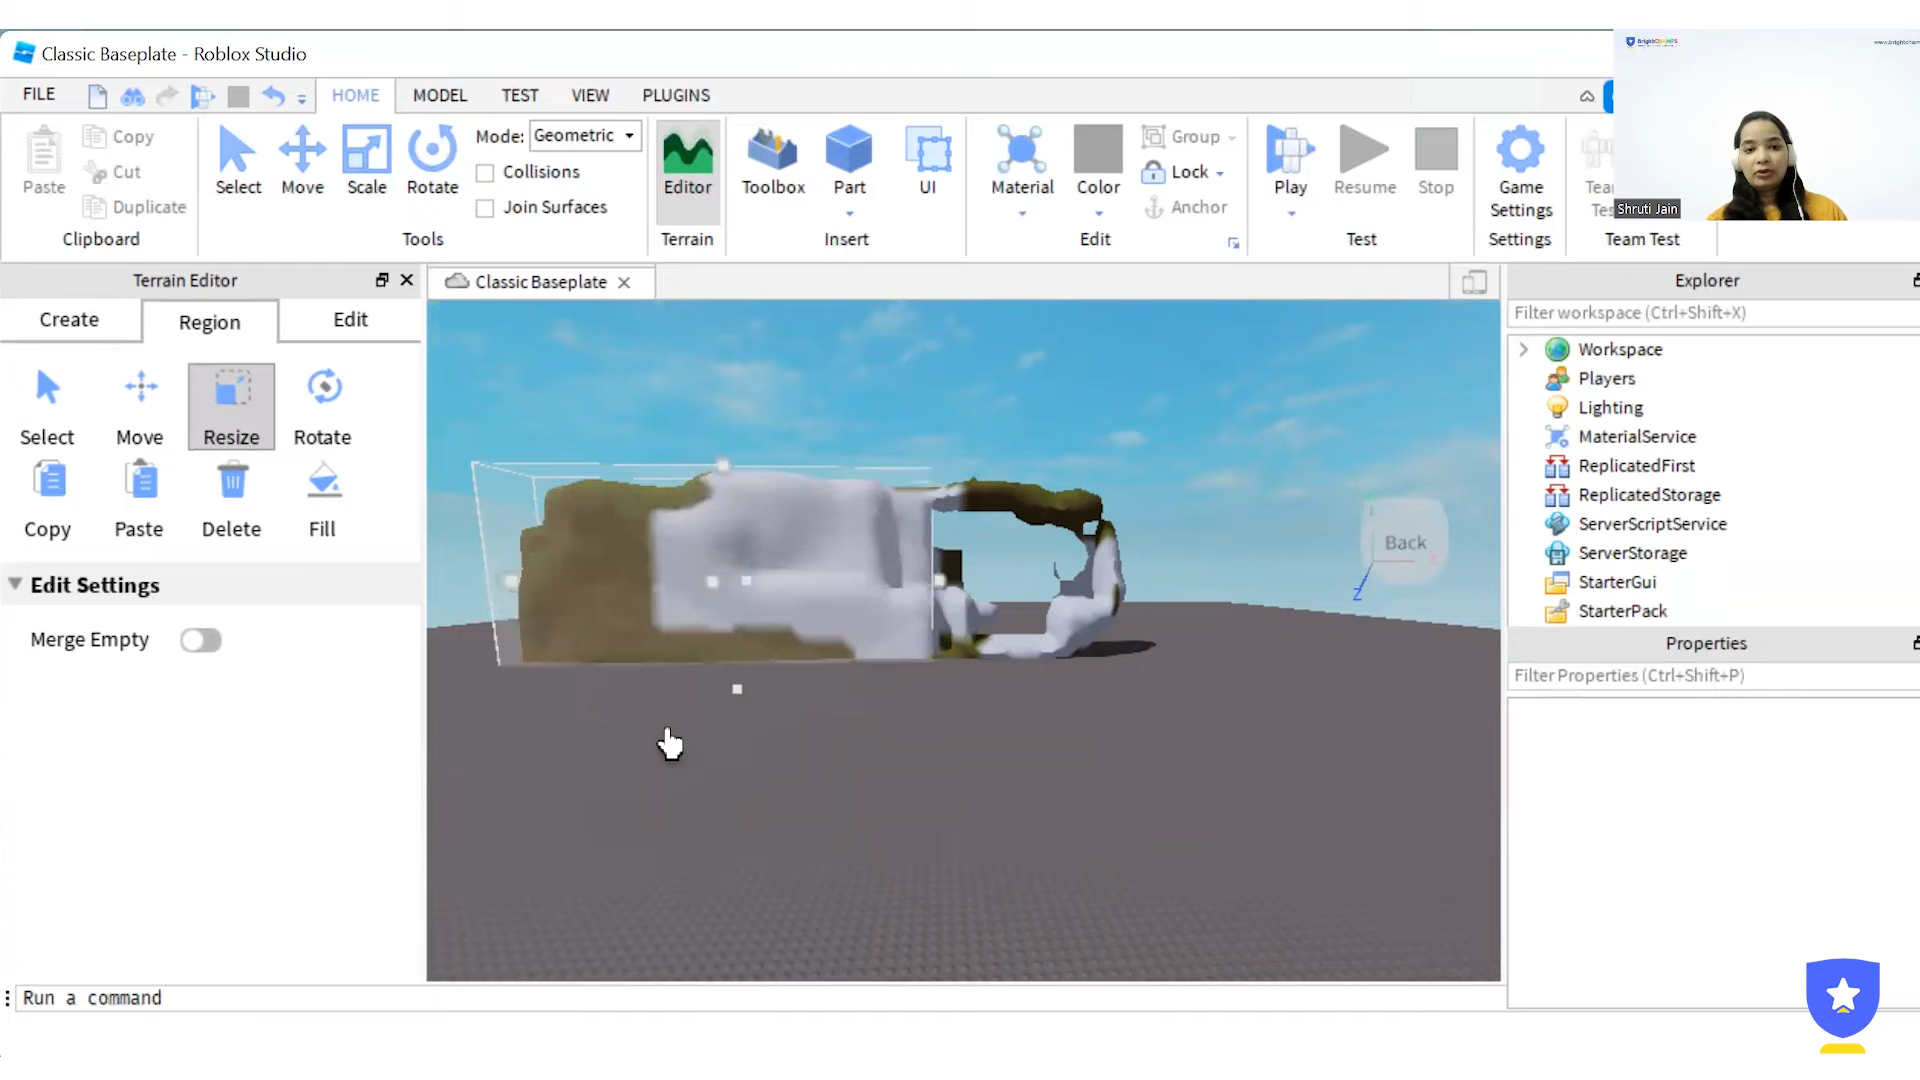 Classic Baseplate - Roblox Studio
BrightCHAMPS
FILE HOME MODEL TEST VIEW PLUGINS
Paste
Copy
Cut
Duplicate
Clipboard
Select Move Scale Rotate
Mode: Geometric
Collisions
Join Surfaces
Tools
Editor
Terrain
Toolbox Part UI
Insert
Material Color
Group
Lock
Anchor
Edit
Play Resume Stop
Test
Game
Settings
Settings
Team Test
Shruti Jain
Terrain Editor
Create Region Edit
Select Move Resize Rotate
Copy Paste Delete Fill
Edit Settings
Merge Empty
Classic Baseplate
Back
Z
Explorer
Filter workspace (Ctrl+Shift+X)
Workspace
Players
Lighting
MaterialService
ReplicatedFirst
ReplicatedStorage
ServerScriptService
ServerStorage
StarterGui
StarterPack
Properties
Filter Properties (Ctrl+Shift+P)
Run a command